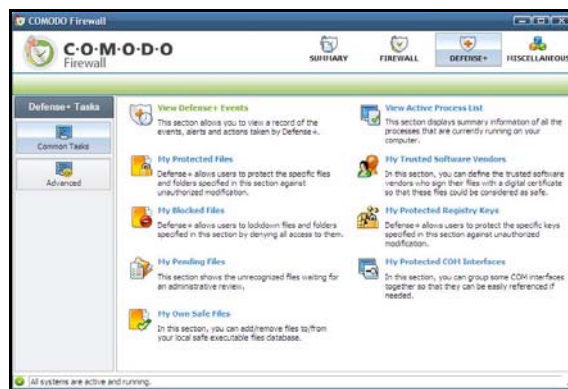 COMODO Firewall
C·O·M·O·D·O
Firewall
SUMMARY
FIREWALL
DEFENSE+
MISCELLANEOUS
Defense+ Tasks
Common Tasks
Advanced
View Defense+ Events
This section allows you to view a record of the
events, alerts and actions taken by Defense+.
My Protected Files
Defense+ allows users to protect the specific files
and folders specified in this section against
unauthorized modification.
My Blocked Files
Defense+ allows users to lockdown files and folders
specified in this section by denying all access to them.
My Pending Files
This section shows the unrecognized files waiting for
an administrative review.
My Own Safe Files
In this section, you can add/remove files to/from
your local safe executable files database.
View Active Process List
This section displays summary information of all the
processes that are currently running on your
computer.
My Trusted Software Vendors
In this section, you can define the trusted software
vendors who sign their files with a digital certificate
so that these files could be considered as safe.
My Protected Registry Keys
Defense+ allows users to protect the specific keys
specified in this section against unauthorized
modification.
My Protected COM Interfaces
In this section, you can group some COM interfaces
together so that they can be easily referenced if
needed.
All systems are active and running.